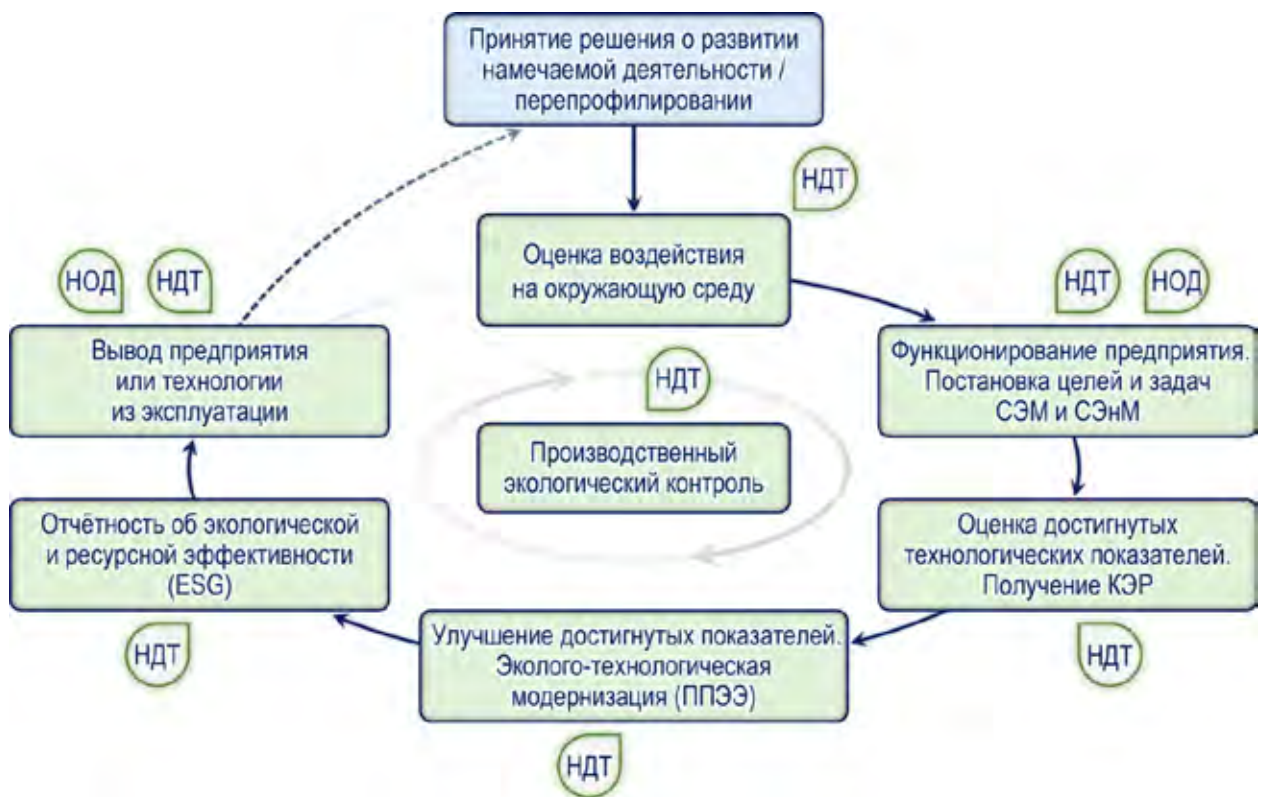 Принятие решения о развитии
намечаемой деятельности /
перепрофилировании
НДТ
Оценка воздействия
на окружающую среду
НДТ
НОД
Функционирование предприятия.
Постановка целей и задач
СЭМ и СЭнМ
Оценка достигнутых
технологических показателей.
Получение КЭР
НДТ
Улучшение достигнутых показателей.
Эколого-технологическая
модернизация (ППЭЭ)
НДТ
Отчётность об экологической
и ресурсной эффективности
(ESG)
НДТ
НОД
НДТ
Вывод предприятия
или технологии
из эксплуатации
НДТ
Производственный
экологический контроль